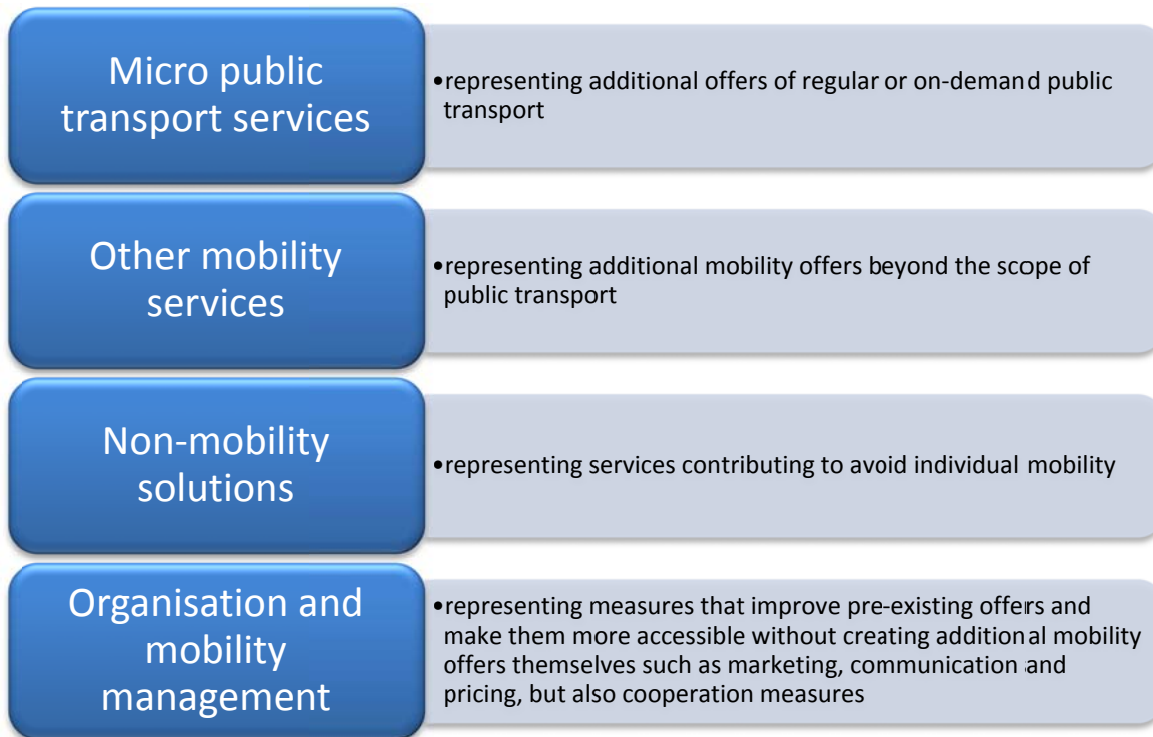 Micro public
transport services
•representing additional offers of regular or on-demand public
transport
Other mobility
services
•representing additional mobility offers beyond the scope of
public transport
Non-mobility
solutions
•representing services contributing to avoid individual mobility
Organisation and
mobility
management
•representing measures that improve pre-existing offers and
make them more accessible without creating additional mobility
offers themselves such as marketing, communication and
pricing, but also cooperation measures